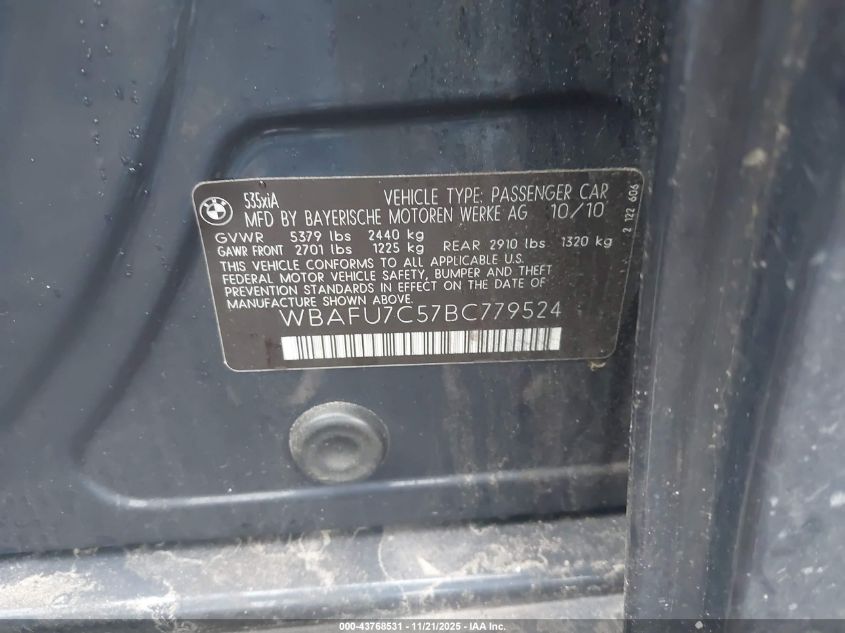 BMW
535xiA VEHICLE TYPE: PASSENGER CAR
MFD BY BAYERISCHE MOTOREN WERKE AG 10/10
GVWR 5379 lbs 2440 kg
GAWR FRONT 2701 lbs 1225 kg REAR 2910 lbs 1320 kg
THIS VEHICLE CONFORMS TO ALL APPLICABLE U.S.
FEDERAL MOTOR VEHICLE SAFETY, BUMPER AND THEFT
PREVENTION STANDARDS IN EFFECT ON THE DATE OF
MANUFACTURE SHOWN ABOVE.
WBAFU7C57BC779524
2 122 606
000-43768531 - 11/21/2025 - IAA Inc.